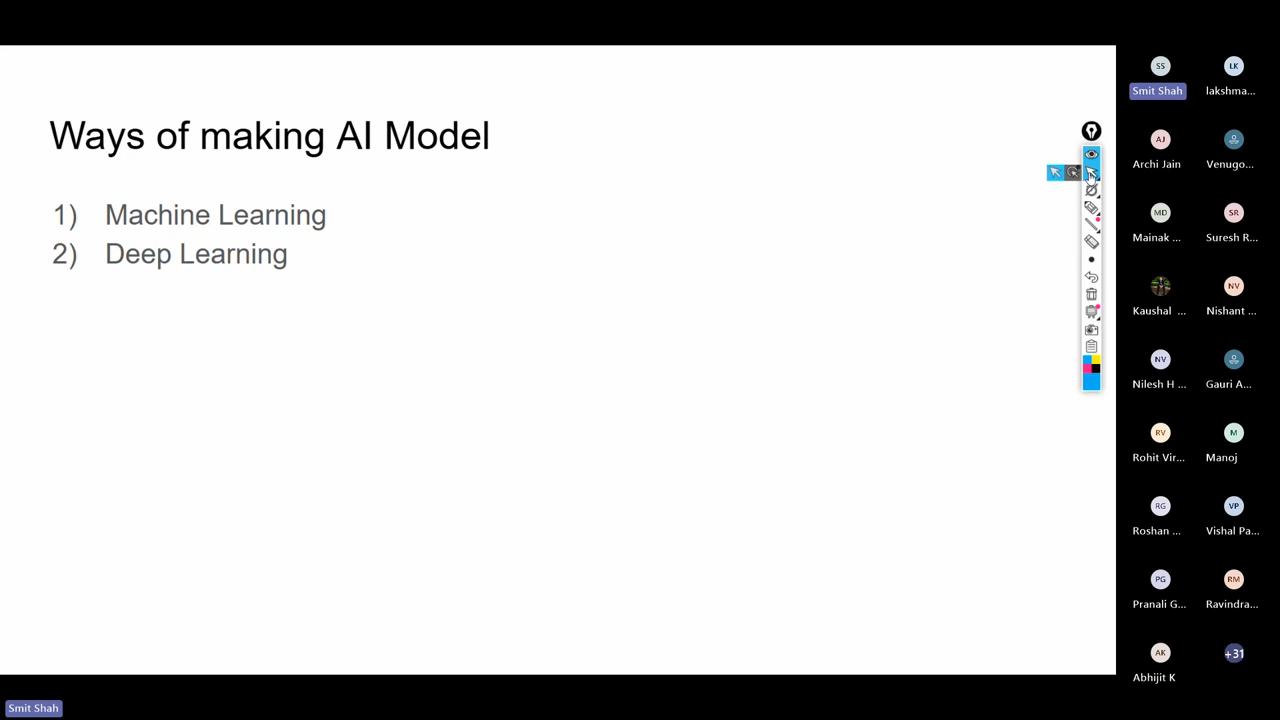 Ways of making AI Model
1) Machine Learning
2) Deep Learning
SS
Smit Shah
LK
lakshma...
AJ
Archi Jain
Venugo...
MD
Mainak ...
SR
Suresh R...
Kaushal ...
NV
Nishant ...
NV
Nilesh H ...
Gauri A...
RV
Rohit Vir...
M
Manoj
RG
Roshan ...
VP
Vishal Pa...
PG
Pranali G...
RM
Ravindra...
AK
Abhijit K
+31
Smit Shah